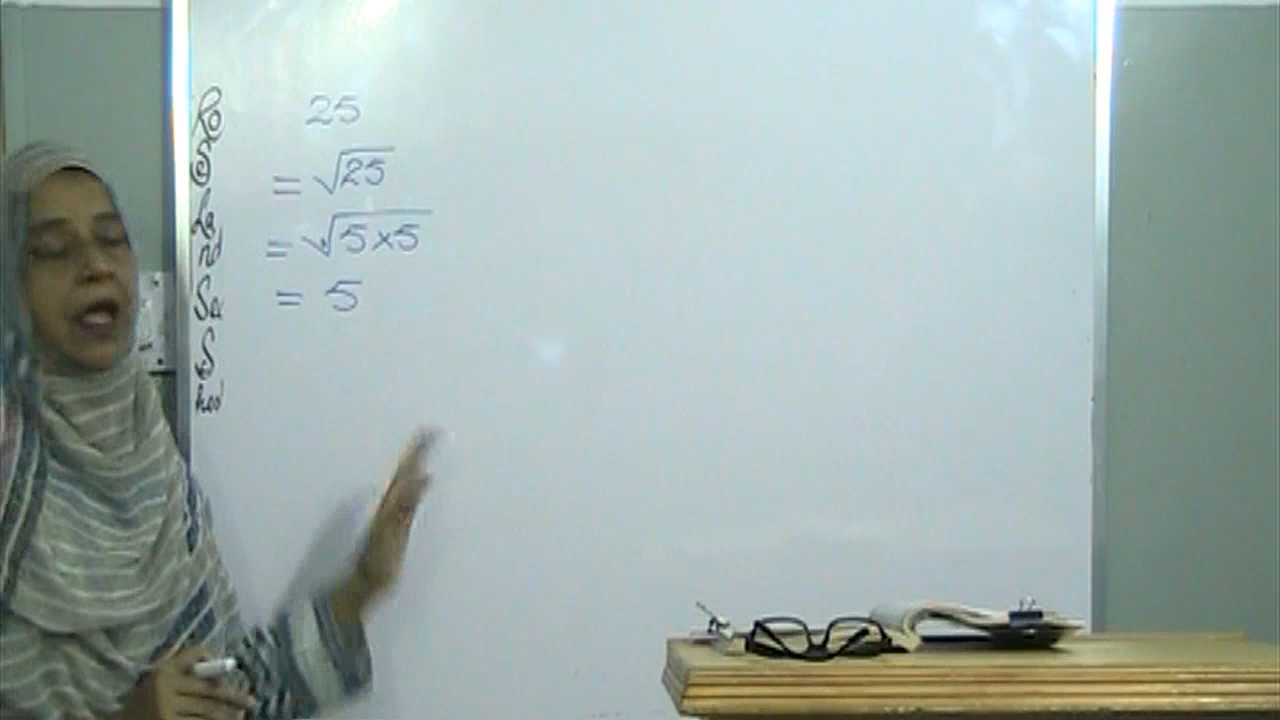 25
= √25
= √5×5
= 5